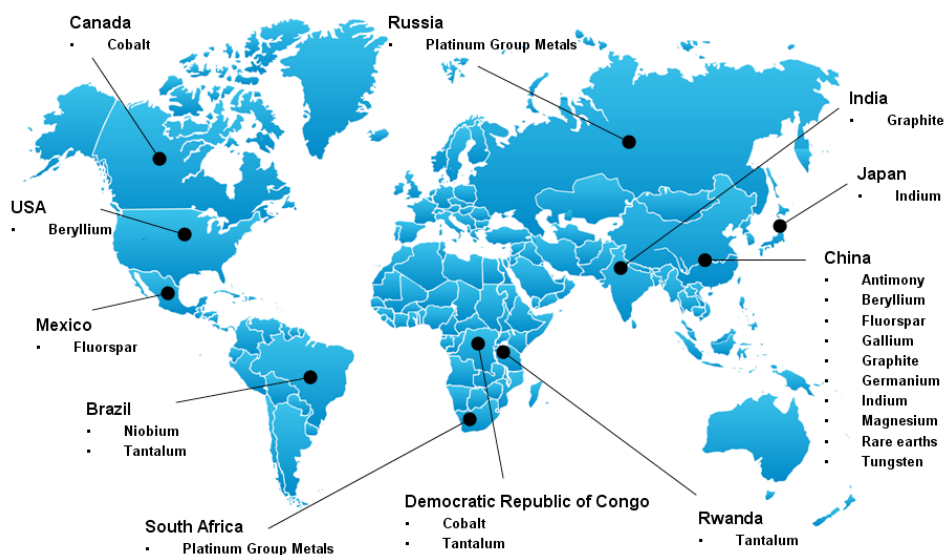 Canada
▪ Cobalt
Russia
▪ Platinum Group Metals
India
▪ Graphite
Japan
▪ Indium
USA
▪ Beryllium
China
▪ Antimony
▪ Beryllium
▪ Fluorspar
▪ Gallium
▪ Graphite
▪ Germanium
▪ Indium
▪ Magnesium
▪ Rare earths
▪ Tungsten
Mexico
▪ Fluorspar
Brazil
▪ Niobium
▪ Tantalum
South Africa
▪ Platinum Group Metals
Democratic Republic of Congo
▪ Cobalt
▪ Tantalum
Rwanda
▪ Tantalum